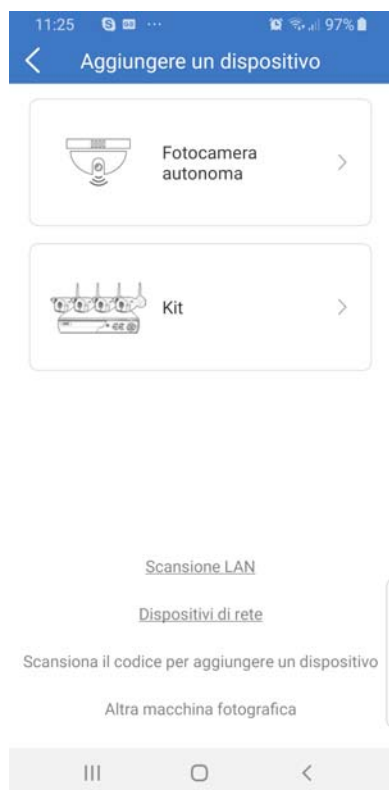 11:25 ... 97%
Aggiungere un dispositivo
Fotocamera
autonoma
Kit
Scansione LAN
Dispositivi di rete
Scansiona il codice per aggiungere un dispositivo
Altra macchina fotografica